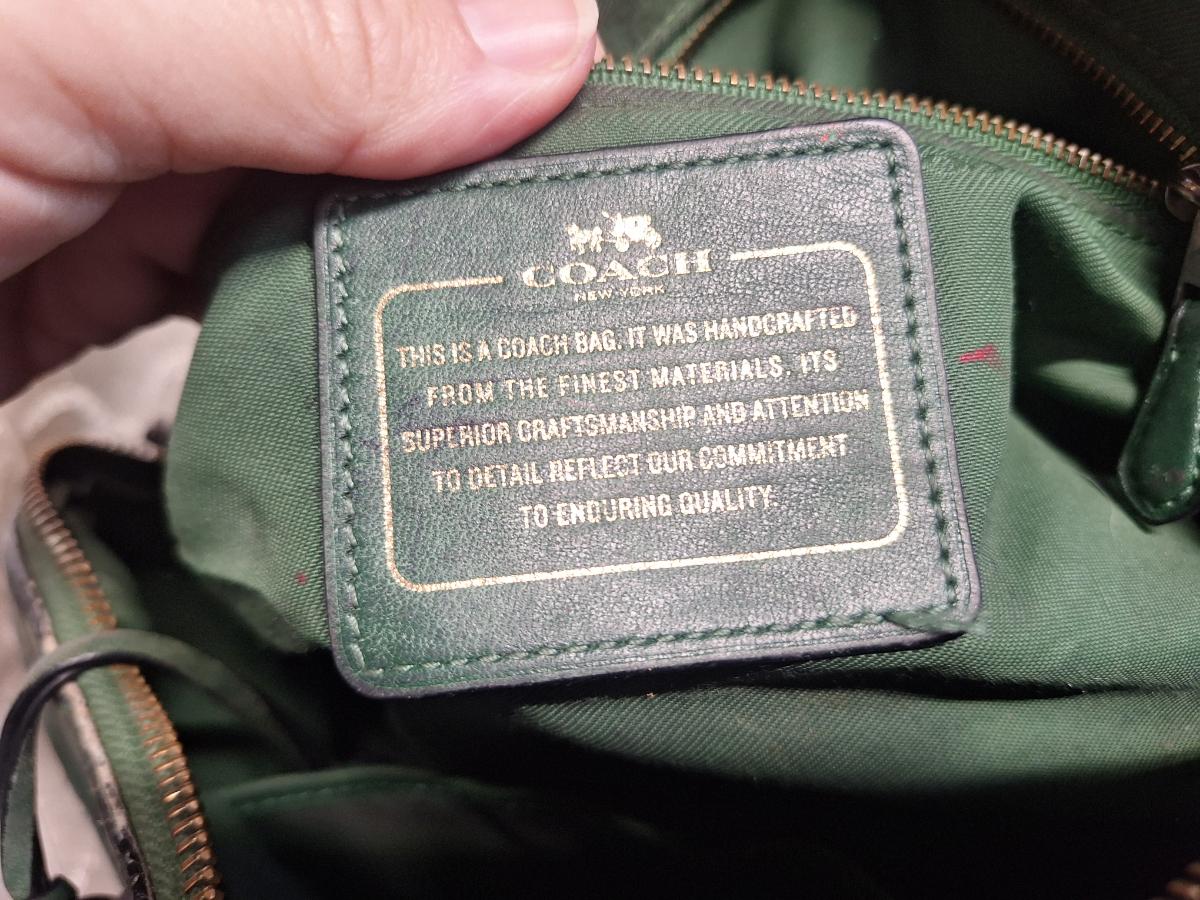 COACH
NEW YORK
THIS IS A COACH BAG. IT WAS HANDCRAFTED
FROM THE FINEST MATERIALS. ITS
SUPERIOR CRAFTSMANSHIP AND ATTENTION
TO DETAIL REFLECT OUR COMMITMENT
TO ENDURING QUALITY.